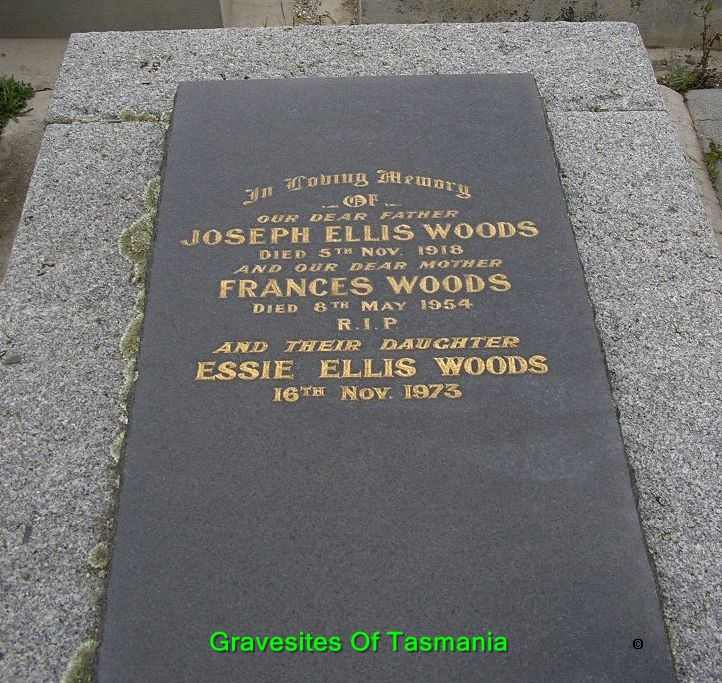 In Loving Memory
OF
OUR DEAR FATHER
JOSEPH ELLIS WOODS
DIED 5TH NOV. 1918
AND OUR DEAR MOTHER
FRANCES WOODS
DIED 8TH MAY 1954
R.I.P
AND THEIR DAUGHTER
ESSIE ELLIS WOODS
16TH NOV. 1973
Gravesites Of Tasmania ©